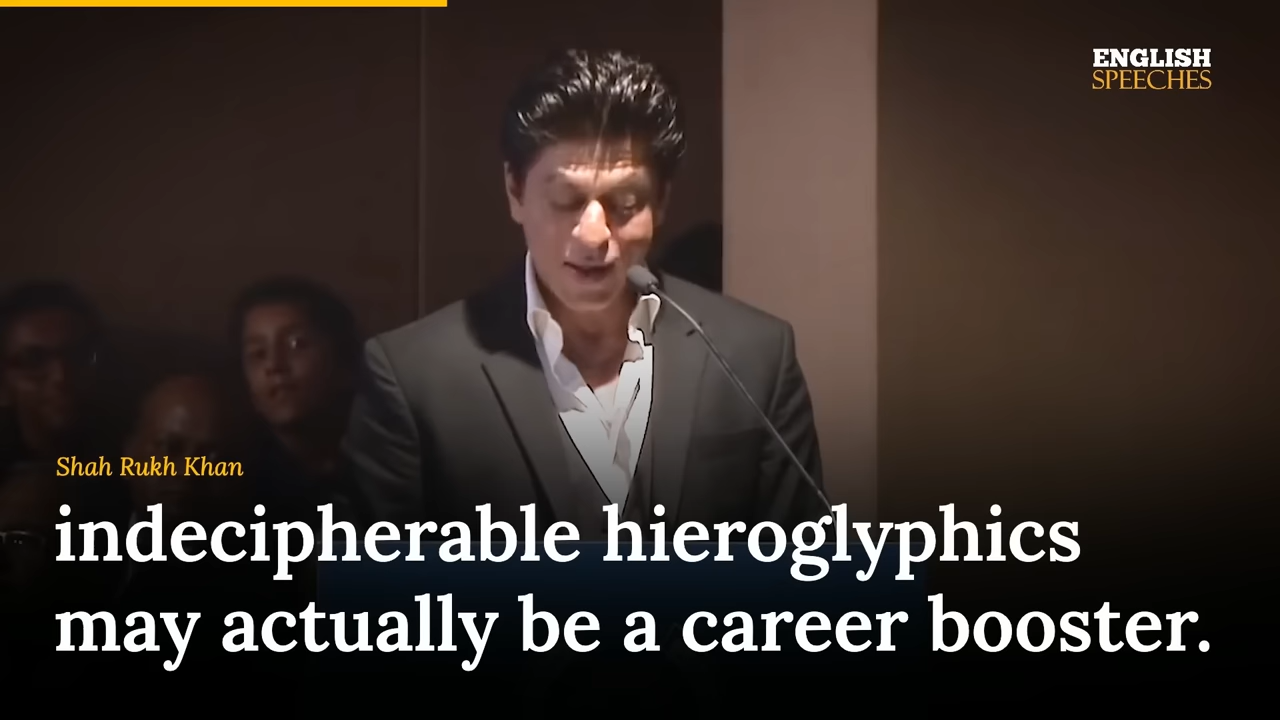 ENGLISH
SPEECHES
Shah Rukh Khan
indecipherable hieroglyphics
may actually be a career booster.